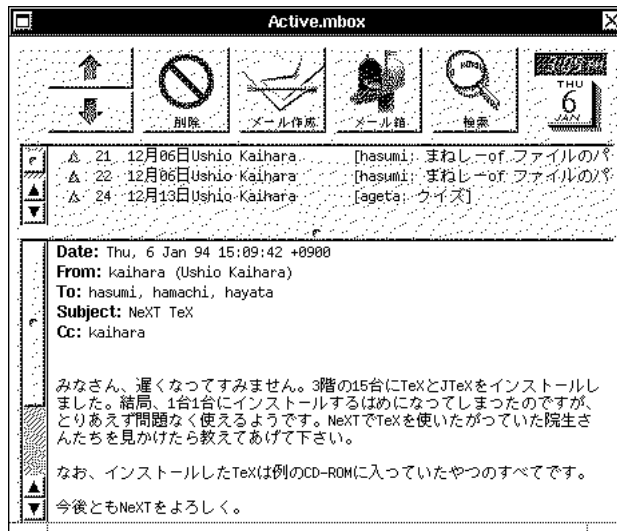 Active.mbox
削除
メール作成
メール箱
検索
THU
6
JAN
21 12月06日Ushio Kaihara [hasumi: まねしーof ファイルのパ
22 12月06日Ushio Kaihara [hasumi: まねしーof ファイルのパ
24 12月13日Ushio Kaihara [ageta: クイズ]
Date: Thu, 6 Jan 94 15:09:42 +0900
From: kaihara (Ushio Kaihara)
To: hasumi, hamachi, hayata
Subject: NeXT TeX
Cc: kaihara
みなさん、遅くなってすみません。3階の15台にTeXとJTeXをインストールし
ました。結局、1台1台にインストールするはめになってしまったのですが、
とりあえず問題なく使えるようです。NeXTでTeXを使いたがっていた院生さ
んたちを見かけたら教えてあげて下さい。
なお、インストールしたTeXは例のCD-ROMに入っていたやつのすべてです。
今後ともNeXTをよろしく。